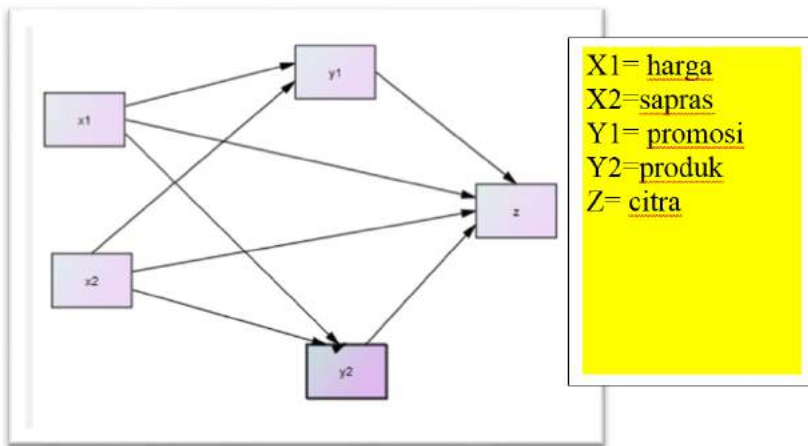 y1
x1
z
x2
y2
X1= harga
X2=sapras
Y1= promosi
Y2=produk
Z= citra